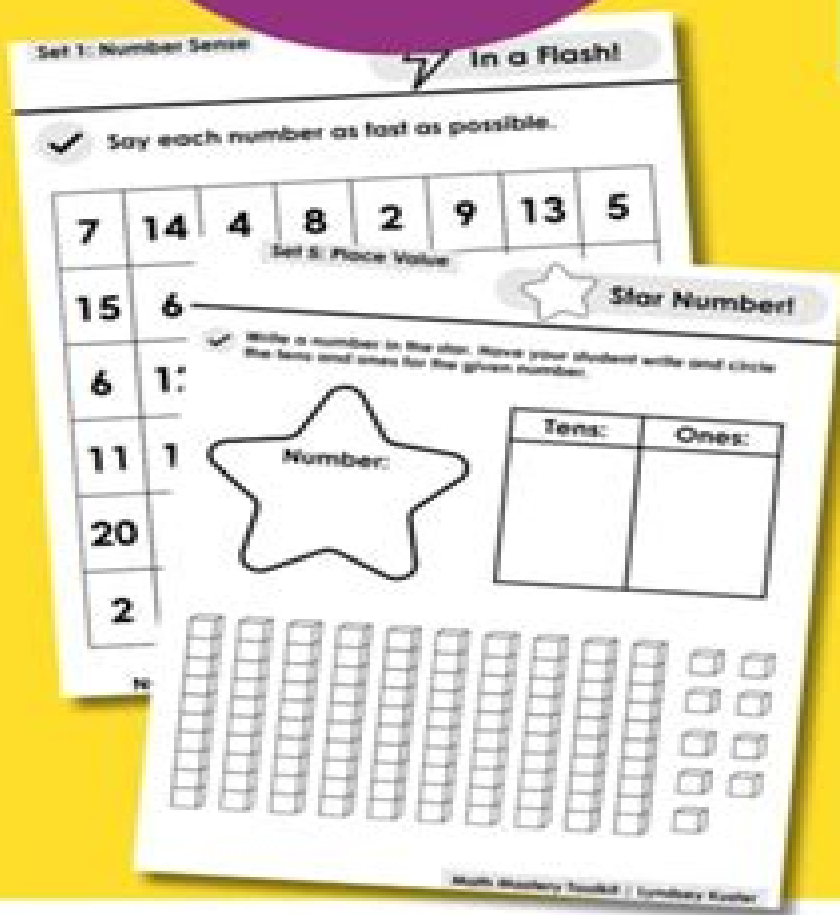 Set 1: Number Sense
In a Flash!
Say each number as fast as possible.
7 14 4 8 2 9 13 5
15 6
6
11 1
20
2
Set 5: Place Value
Star Number!
Write a number in the star. Have your student write and circle
the tens and ones for the given number.
Number:
Tens: Ones:
Math Mastery Toolkit | Lyndsey Kuster